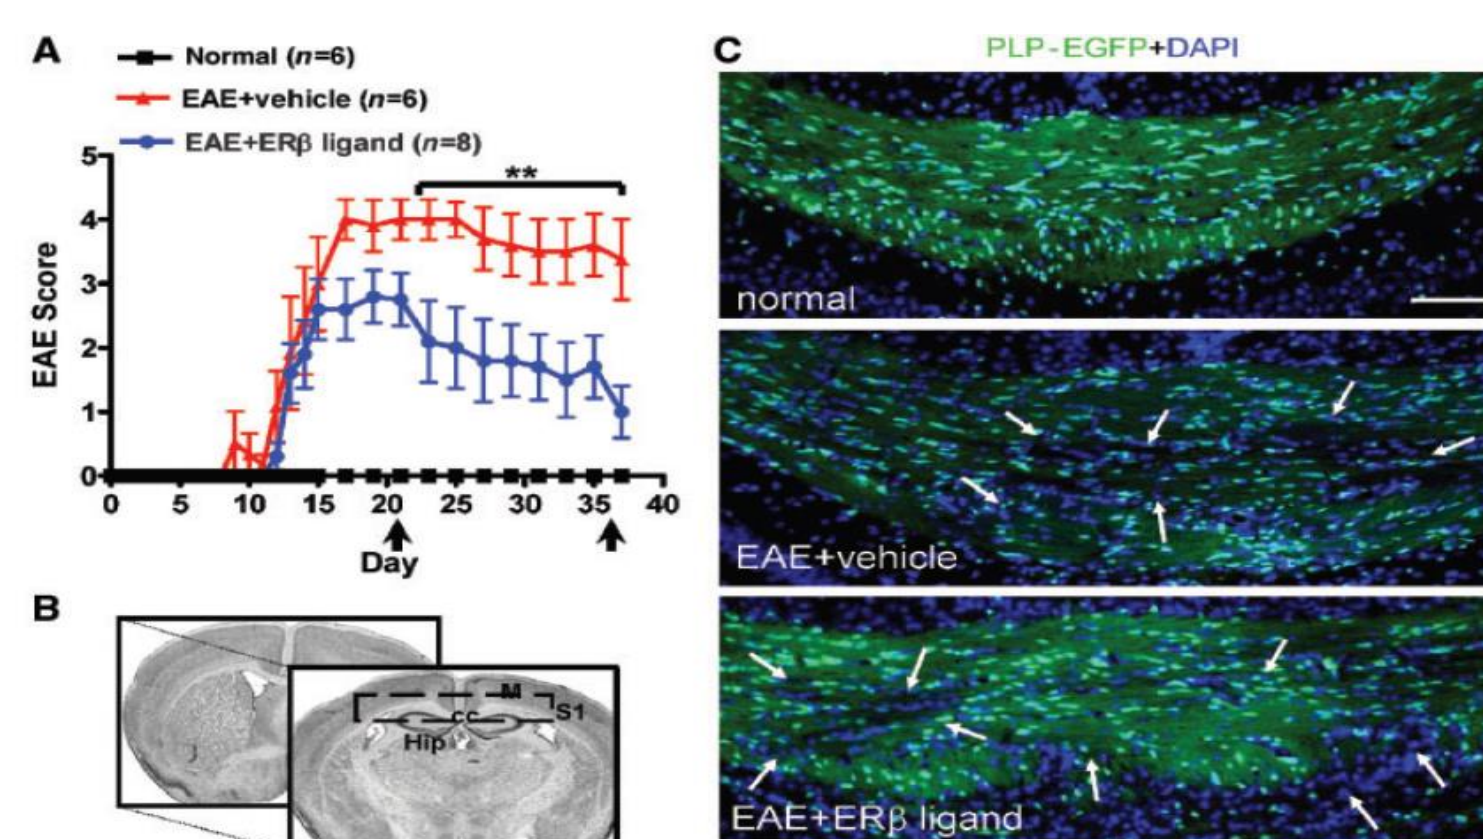 A
Normal (n=6)
EAE+vehicle (n=6)
EAE+ERβ ligand (n=8)
**
EAE Score
5
4
3
2
1
0
0 5 10 15 20 25 30 35 40
Day
B
M
S1
cc
Hip
C
PLP-EGFP+DAPI
normal
EAE+vehicle
EAE+ERβ ligand